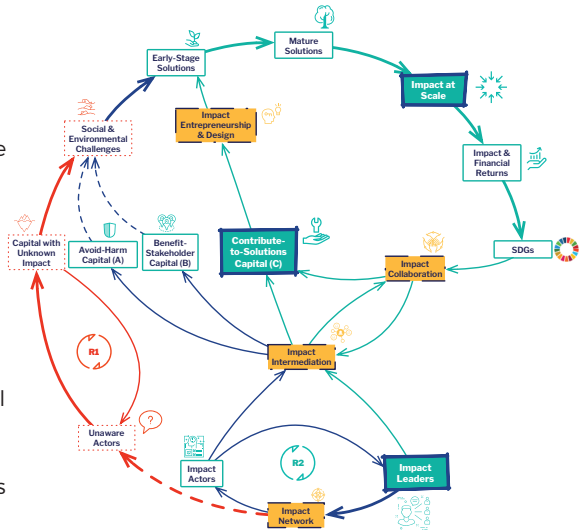 Mature
Solutions
Early-Stage
Solutions
Impact at
Scale
Impact
Entrepreneurship
& Design
Social &
Environmental
Challenges
e
Impact &
Financial
Returns
Capital with
Unknown
Impact
Avoid-Harm
Capital (A)
Benefit-
Stakeholder
Capital (B)
Contribute-
to-Solutions
Capital (C)
Impact
Collaboration
SDGs
R1
Impact
Intermediation
l
?
Unaware
Actors
Impact
Actors
R2
Impact
Leaders
s
Impact
Network